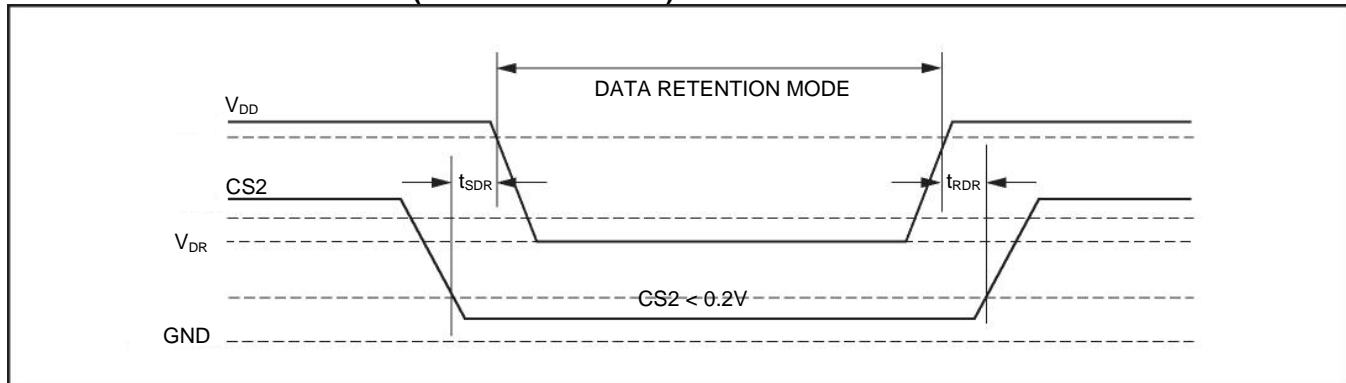 DATA RETENTION MODE
VDD
tSDR
tRDR
CS2
VDR
CS2 < 0.2V
GND